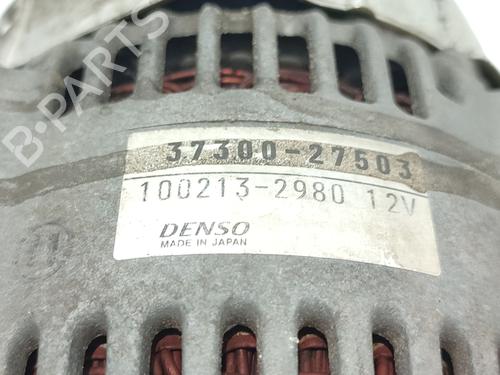 B-PARTS
37300-27503
100213-2980 12V
DENSO
MADE IN JAPAN